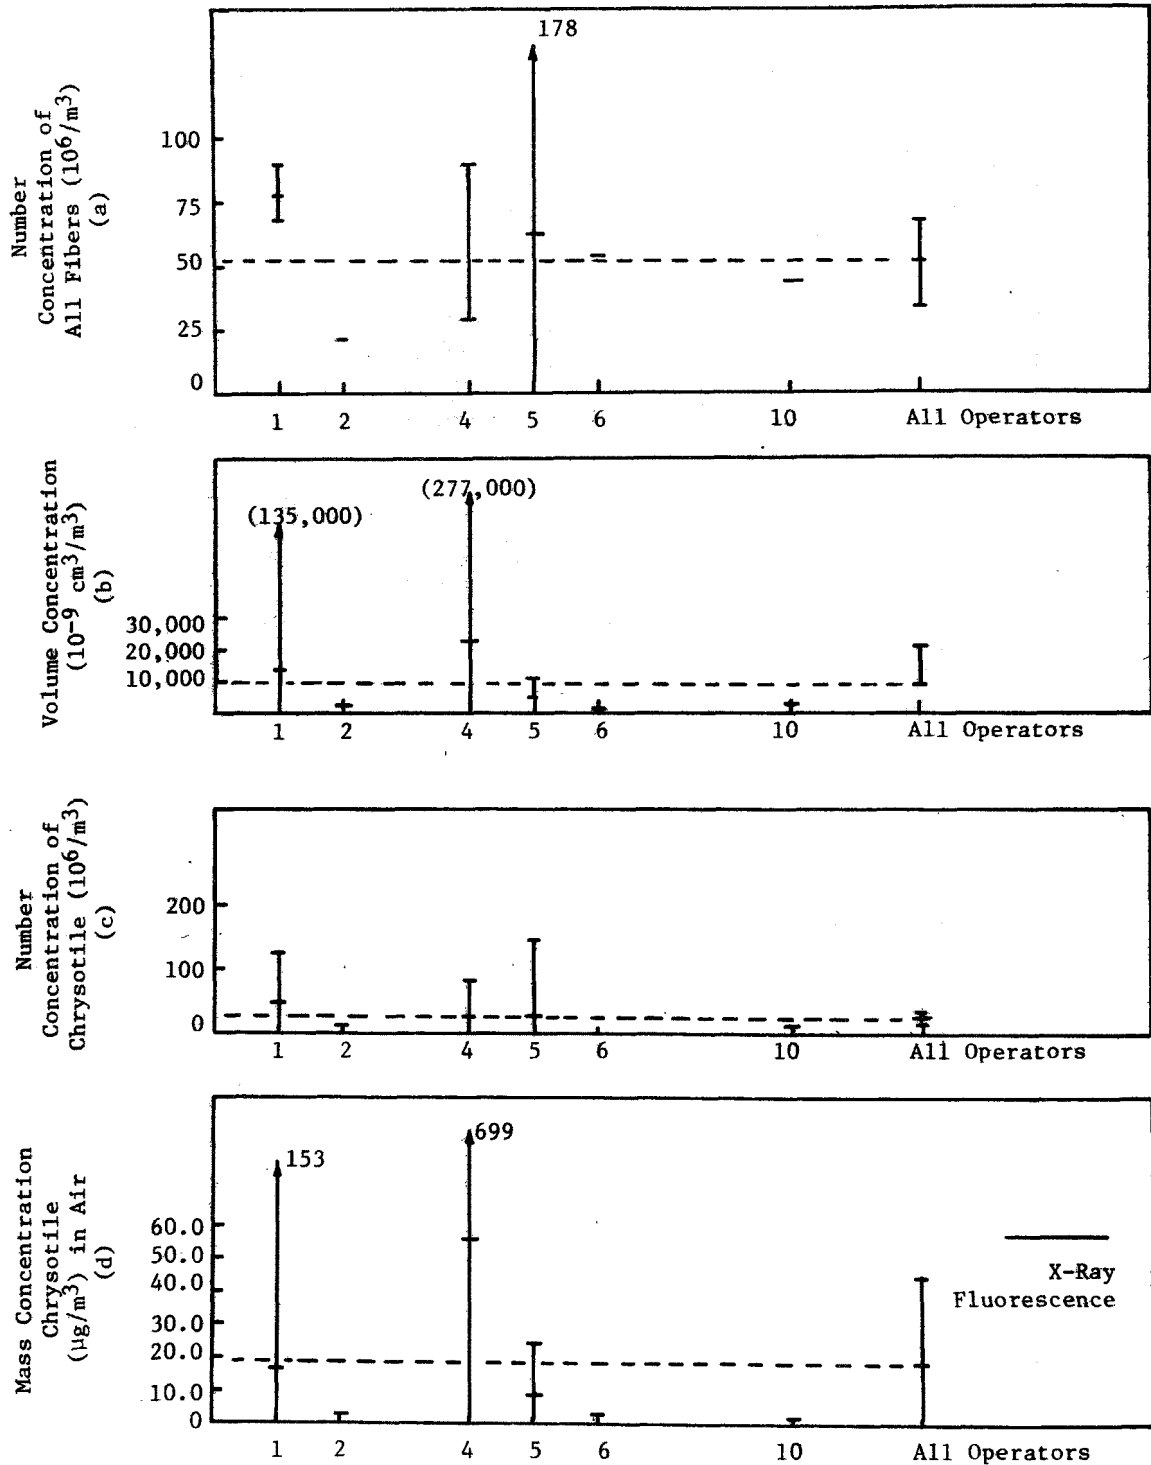 178
Number
Concentration of
All Fibers (10⁶/m³)
(a)
100
75
50
25
0
1 2 4 5 6 10 All Operators
Volume Concentration
(10⁻⁹ cm³/m³)
(b)
(135,000)
(277,000)
30,000
20,000
10,000
1 2 4 5 6 10 All Operators
Number
Concentration of
Chrysotile (10⁶/m³)
(c)
200
100
0
1 2 4 5 6 10 All Operators
Mass Concentration
Chrysotile
(µg/m³) in Air
(d)
153
699
60.0
50.0
40.0
30.0
20.0
10.0
0
X-Ray
Fluorescence
1 2 4 5 6 10 All Operators